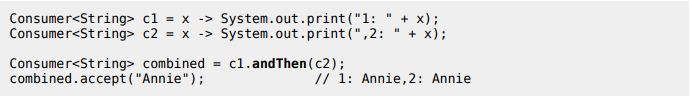 Consumer<String> c1 = x -> System.out.print("1: " + x);
Consumer<String> c2 = x -> System.out.print(",2: " + x);
Consumer<String> combined = c1.andThen(c2);
combined.accept("Annie"); // 1: Annie,2: Annie